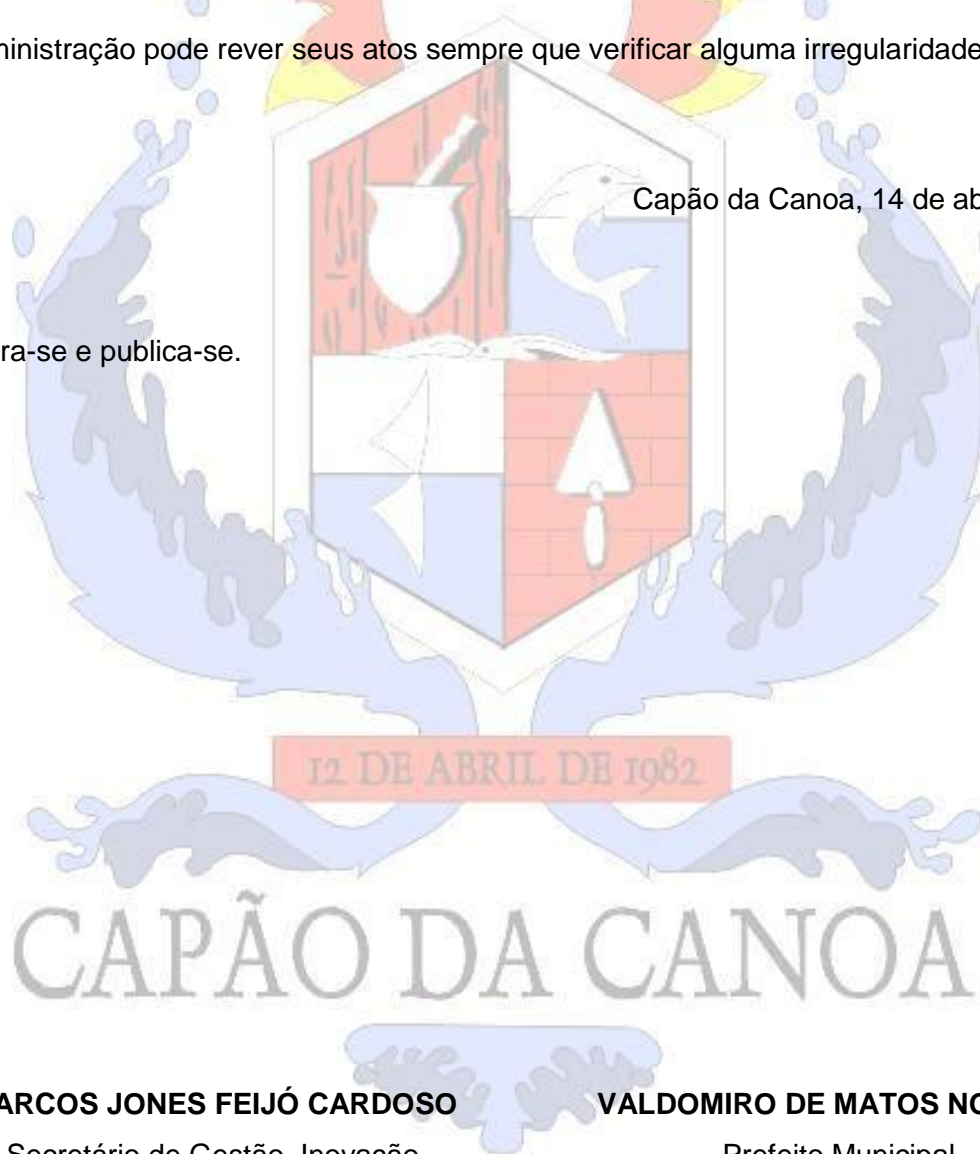 ministração pode rever seus atos sempre que verificar alguma irregularidade
Capão da Canoa, 14 de ab
ra-se e publica-se.
12 DE ABRIL DE 1982
CAPÃO DA CANOA
ARCOS JONES FEIJÓ CARDOSO VALDOMIRO DE MATOS NO
Secretário de Gestão, Inovação Prefeito Municipal